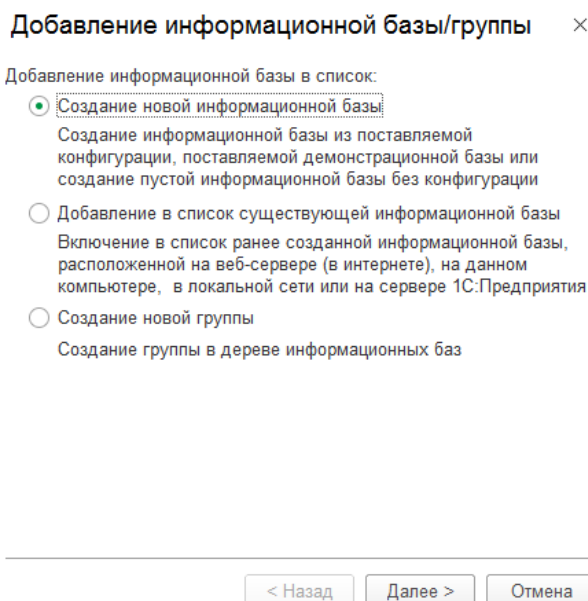 Добавление информационной базы/группы
Добавление информационной базы в список:
Создание новой информационной базы
Создание информационной базы из поставляемой
конфигурации, поставляемой демонстрационной базы или
создание пустой информационной базы без конфигурации
Добавление в список существующей информационной базы
Включение в список ранее созданной информационной базы,
расположенной на веб-сервере (в интернете), на данном
компьютере, в локальной сети или на сервере 1С:Предприятия
Создание новой группы
Создание группы в дереве информационных баз
< Назад Далее > Отмена